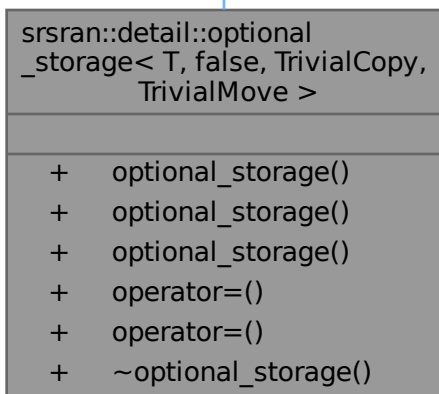 srsran::detail::optional
_storage< T, false, TrivialCopy,
TrivialMove >
+ optional_storage()
+ optional_storage()
+ optional_storage()
+ operator=()
+ operator=()
+ ~optional_storage()